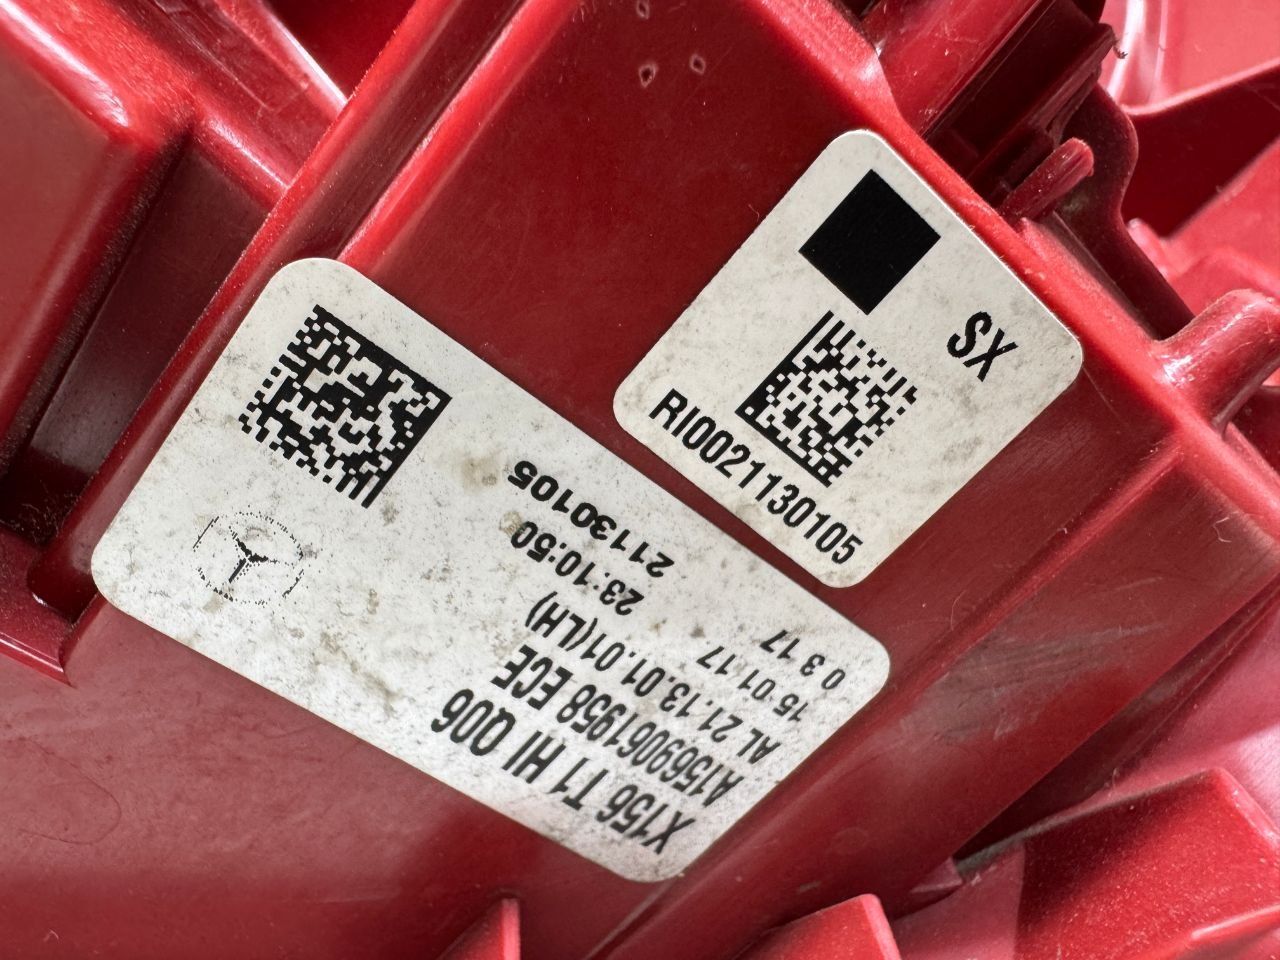 SX
RI0021130105
X156 T1 HI Q06
A1569061958 ECE
AL 21.13.01.01(LH)
15 01 17 23:10:50
0 3 17 21130105